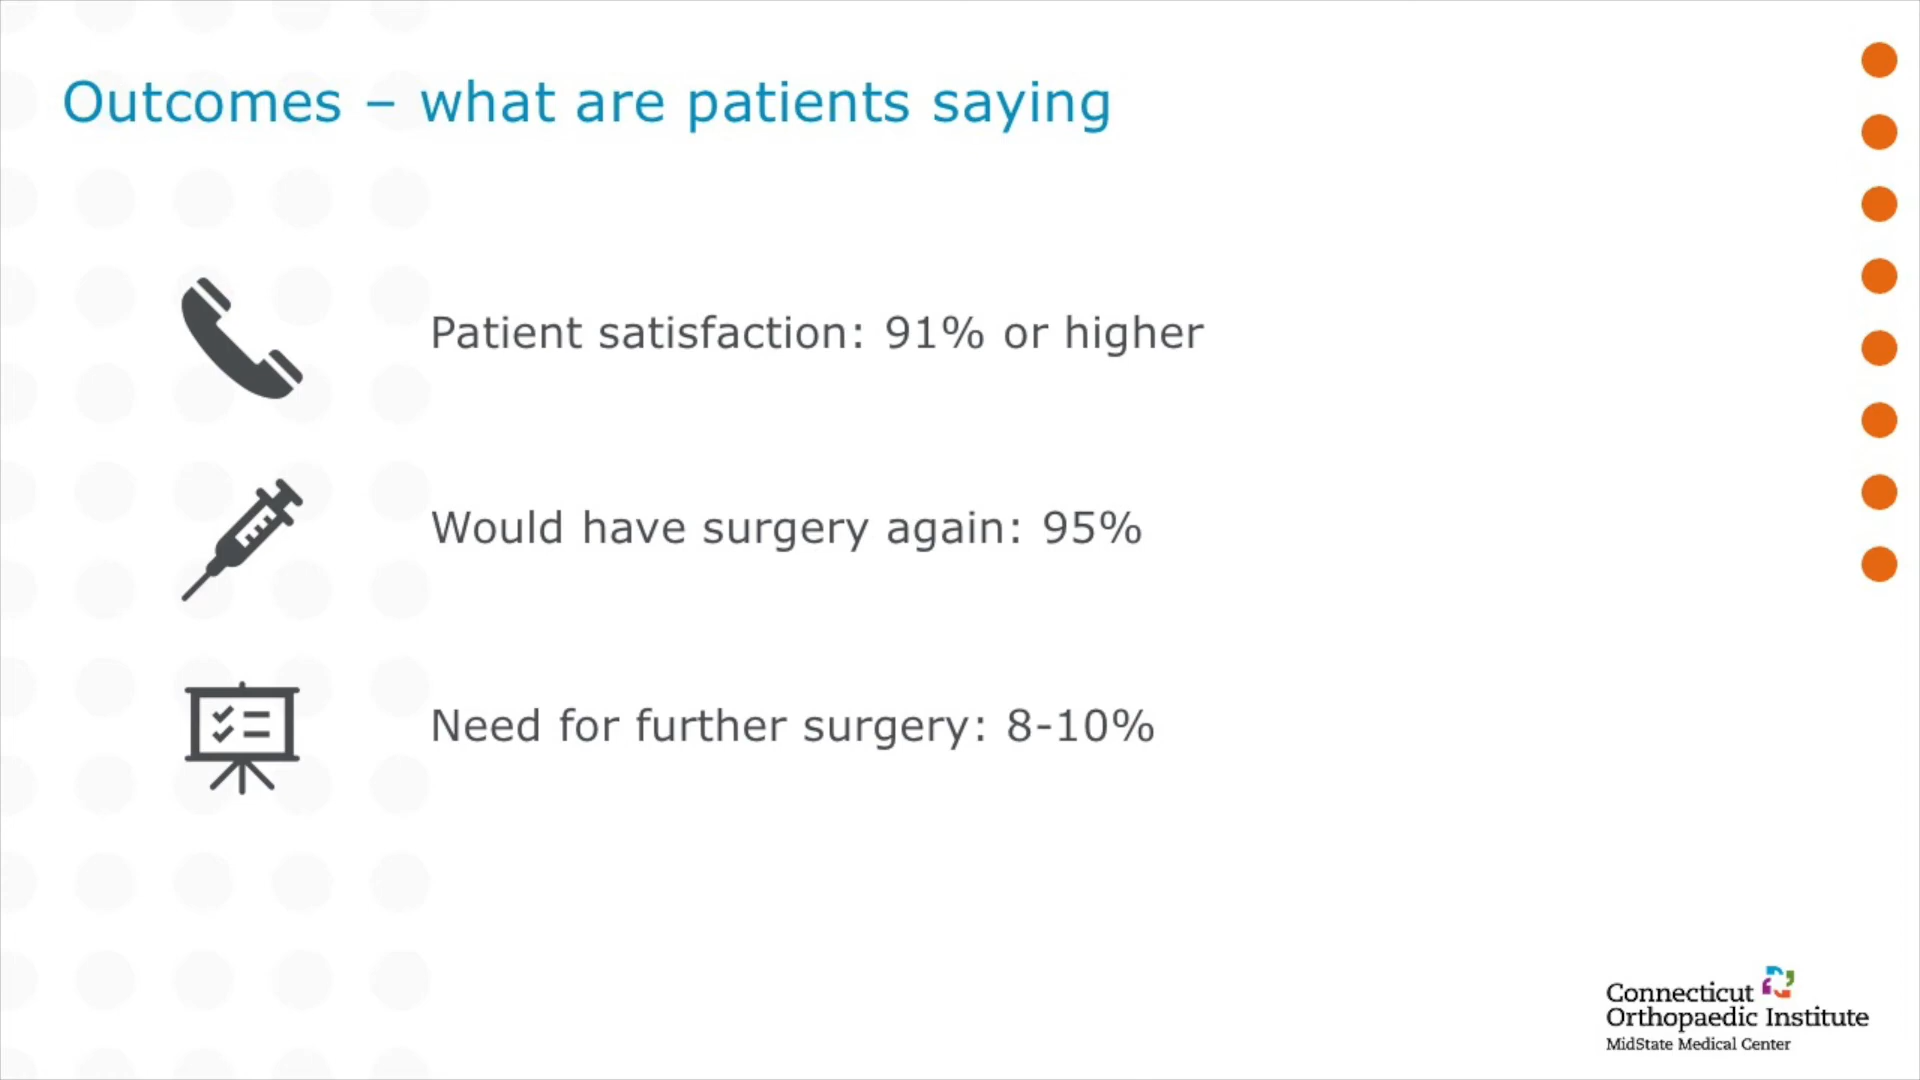 Outcomes – what are patients saying
Patient satisfaction: 91% or higher
Would have surgery again: 95%
Need for further surgery: 8-10%
Connecticut
Orthopaedic Institute
MidState Medical Center